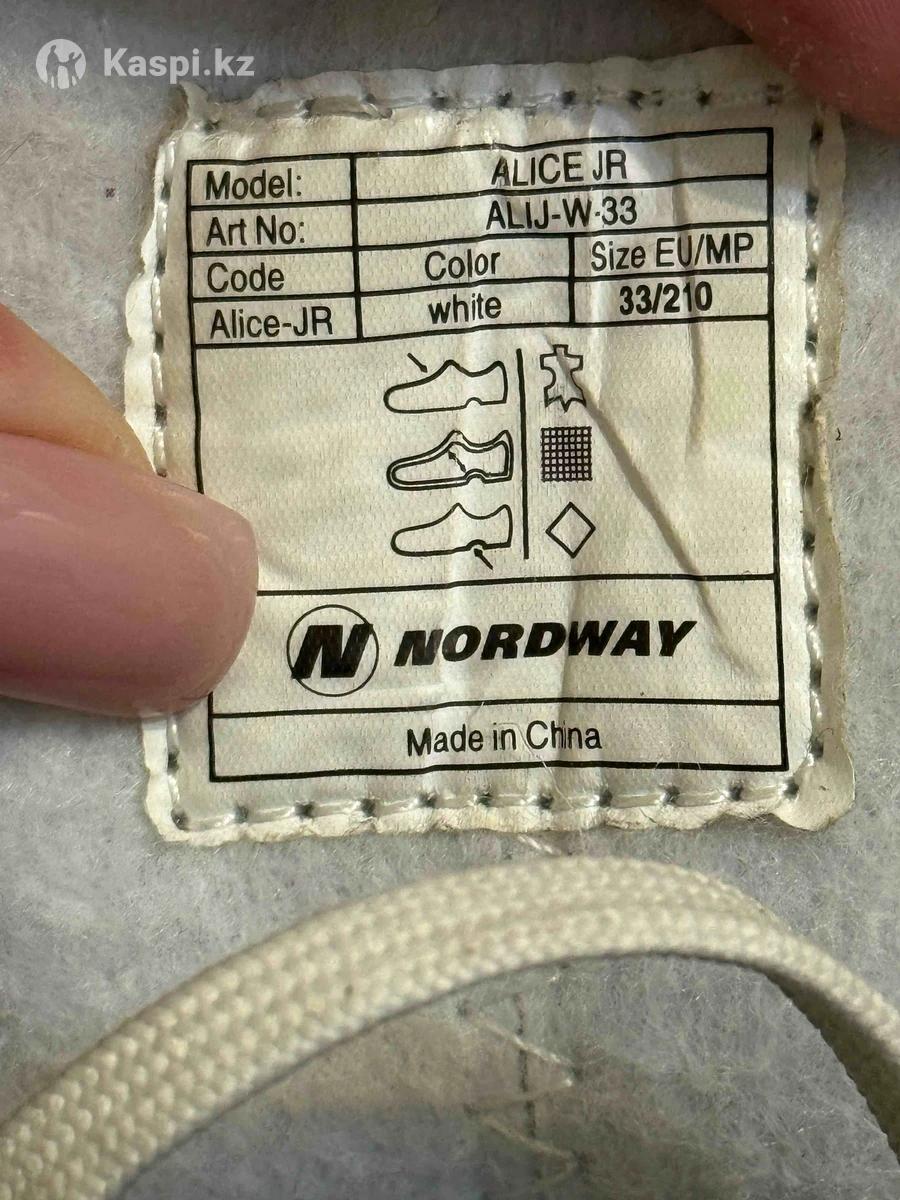 Kaspi.kz
Model: ALICE JR
Art No: ALIJ-W-33
Code Color Size EU/MP
Alice-JR white 33/210
N NORDWAY
Made in China